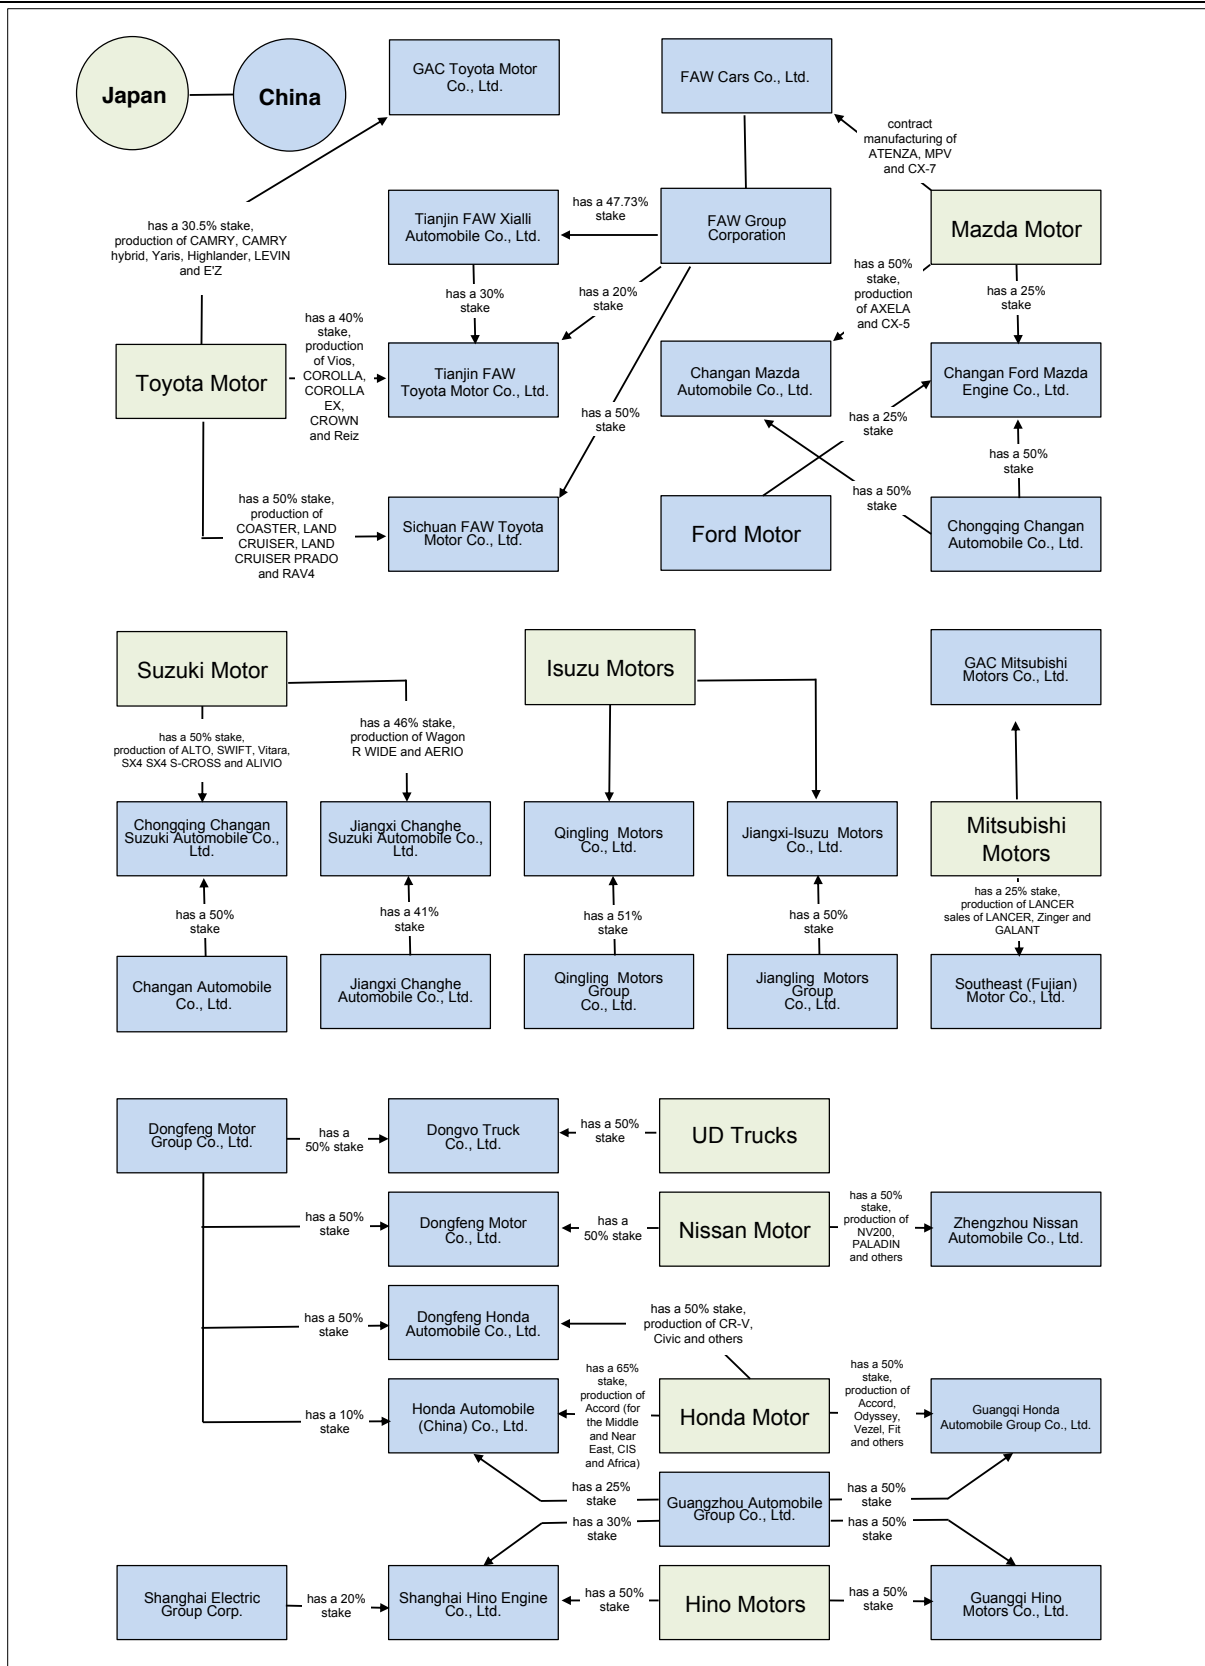 Japan
China
GAC Toyota Motor
Co., Ltd.
FAW Cars Co., Ltd.
contract
manufacturing of
ATENZA, MPV
and CX-7
has a 30.5% stake,
production of CAMRY, CAMRY
hybrid, Yaris, Highlander, LEVIN
and E'Z
Tianjin FAW Xialli
Automobile Co., Ltd.
has a 47.73%
stake
FAW Group
Corporation
Mazda Motor
has a 30%
stake
has a 20%
stake
has a 50%
stake,
production
of AXELA
and CX-5
has a 25%
stake
Toyota Motor
has a 40%
stake,
production
of Vios,
COROLLA,
COROLLA
EX,
CROWN
and Reiz
Tianjin FAW
Toyota Motor Co., Ltd.
Changan Mazda
Automobile Co., Ltd.
Changan Ford Mazda
Engine Co., Ltd.
has a 50%
stake
has a 25%
stake
has a 50%
stake
has a 50%
stake
has a 50% stake,
production of
COASTER, LAND
CRUISER, LAND
CRUISER PRADO
and RAV4
Sichuan FAW Toyota
Motor Co., Ltd.
Ford Motor
Chongqing Changan
Automobile Co., Ltd.
Suzuki Motor
Isuzu Motors
GAC Mitsubishi
Motors Co., Ltd.
has a 50% stake,
production of ALTO, SWIFT, Vitara,
SX4 SX4 S-CROSS and ALIVIO
has a 46% stake,
production of Wagon
R WIDE and AERIO
Chongqing Changan
Suzuki Automobile Co.,
Ltd.
Jiangxi Changhe
Suzuki Automobile Co.,
Ltd.
Qingling Motors
Co., Ltd.
Jiangxi-Isuzu Motors
Co., Ltd.
Mitsubishi
Motors
has a 50%
stake
has a 41%
stake
has a 51%
stake
has a 50%
stake
has a 25% stake,
production of LANCER
sales of LANCER, Zinger and
GALANT
Changan Automobile
Co., Ltd.
Jiangxi Changhe
Automobile Co., Ltd.
Qingling Motors
Group
Co., Ltd.
Jiangling Motors
Group
Co., Ltd.
Southeast (Fujian)
Motor Co., Ltd.
Dongfeng Motor
Group Co., Ltd.
has a
50% stake
Dongvo Truck
Co., Ltd.
has a 50%
stake
UD Trucks
has a 50%
stake
Dongfeng Motor
Co., Ltd.
has a
50% stake
Nissan Motor
has a 50%
stake,
production of
NV200,
PALADIN
and others
Zhengzhou Nissan
Automobile Co., Ltd.
has a 50%
stake
Dongfeng Honda
Automobile Co., Ltd.
has a 50% stake,
production of CR-V,
Civic and others
has a 10%
stake
Honda Automobile
(China) Co., Ltd.
has a 65%
stake,
production of
Accord (for
the Middle
and Near
East, CIS
and Africa)
Honda Motor
has a 50%
stake,
production of
Accord,
Odyssey,
Vezel, Fit
and others
Guangqi Honda
Automobile Group Co., Ltd.
has a 25%
stake
has a 30%
stake
Guangzhou Automobile
Group Co., Ltd.
has a 50%
stake
has a 50%
stake
Shanghai Electric
Group Corp.
has a 20%
stake
Shanghai Hino Engine
Co., Ltd.
has a 50%
stake
Hino Motors
has a 50%
stake
Guangqi Hino
Motors Co., Ltd.